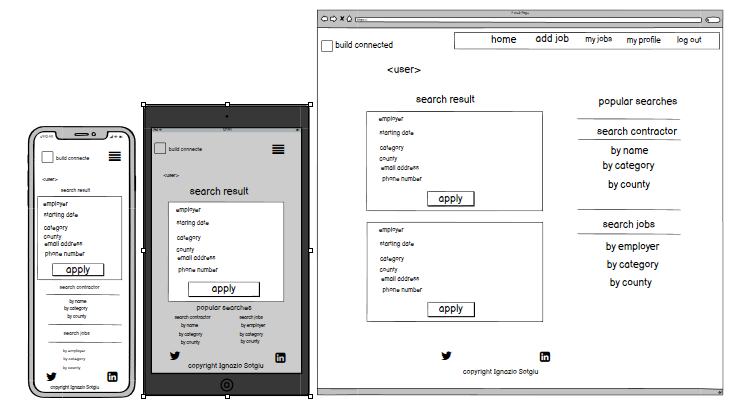 build connecte
<user>
search result
employer
starting date
category
county
email address
phone number
apply
search contractor
by name
by category
by county
search jobs
by employer
by category
by county
copyright Ignazio Sotgiu
build connecte
<user>
search result
employer
staring date
category
county
email address
phone number
apply
popular searches
search contractor search jobs
by name by employer
by category by category
by county by county
copyright Ignazio Sotgiu
build connected
home add job my jobs my profile log out
<user>
search result
employer
starting date
category
county
email address
phone number
apply
employer
starting date
category
county
email address
phone number
apply
popular searches
search contractor
by name
by category
by county
search jobs
by employer
by category
by county
copyright Ignazio Sotgiu